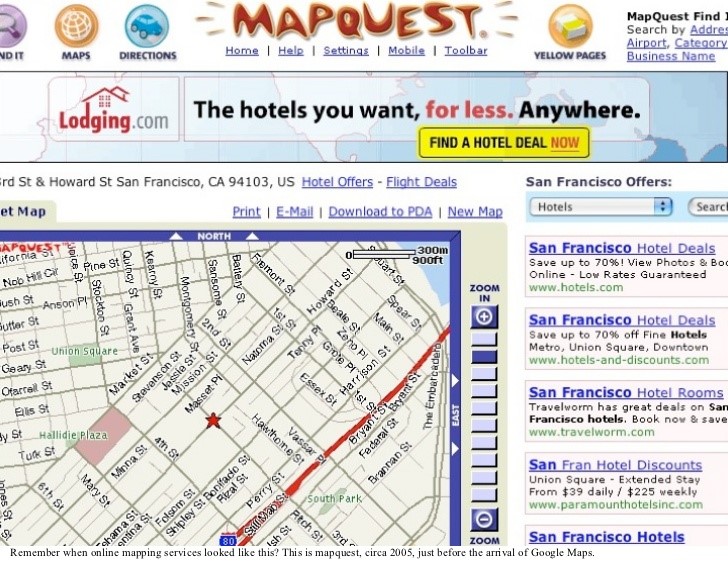 MAPQUEST.
ND IT
MAPS
DIRECTIONS
Home | Help | Settings | Mobile | Toolbar
YELLOW PAGES
MapQuest Find I
Search by Addre
Airport, Category
Business Name
Lodging.com
The hotels you want, for less. Anywhere.
FIND A HOTEL DEAL NOW
rd St & Howard St San Francisco, CA 94103, US Hotel Offers - Flight Deals
et Map
Print | E-Mail | Download to PDA | New Map
NORTH
MAPQUEST
300m
0
900ft
ifornia St
Nob Hill Cir
Pine St
Joice St
Quincy St
Kearny St
Battery St
Sansome St
Montgomery St
Fremont St
Howard St
Stuart St
Spear St
Main St
Beale St
Bush St
Anson Pl
Stockton St
Grant Ave
utter St
Post St
Union Square
Geary St
Ofarrell St
Ellis St
dy St
Turk St
Hallidie Plaza
Market St
Stevenson St
Jessie St
Mission St
2nd St
1st St
Natoma St
Tenny Pl
Zeno Pl
Grote Pl
Harrison St
Essex St
1st St
Masset Pl
Hawthorne St
Vassar
Bryant St
Bryant St
Federal St
Brannan St
The Embarcadero
EAST
4th St
Minna St
Mary St
6th St
Folsom St
Shipley St
Bonifacio St
Rizal St
Perry St
Stillman St
South Park
Ritch St
3rd St
80
ZOOM
IN
ZOOM
San Francisco Offers:
Hotels
Search
San Francisco Hotel Deals
Save up to 70%! View Photos & Boo
Online - Low Rates Guaranteed
www.hotels.com
San Francisco Hotel Deals
Save up to 70% off Fine Hotels
Metro, Union Square, Downtown
www.hotels-and-discounts.com
San Francisco Hotel Rooms
Travelworm has great deals on San
Francisco hotels. Book now & save
www.travelworm.com
San Fran Hotel Discounts
Union Square - Extended Stay
From $39 daily / $225 weekly
www.paramounthotelsinc.com
San Francisco Hotels
Remember when online mapping services looked like this? This is mapquest, circa 2005, just before the arrival of Google Maps.